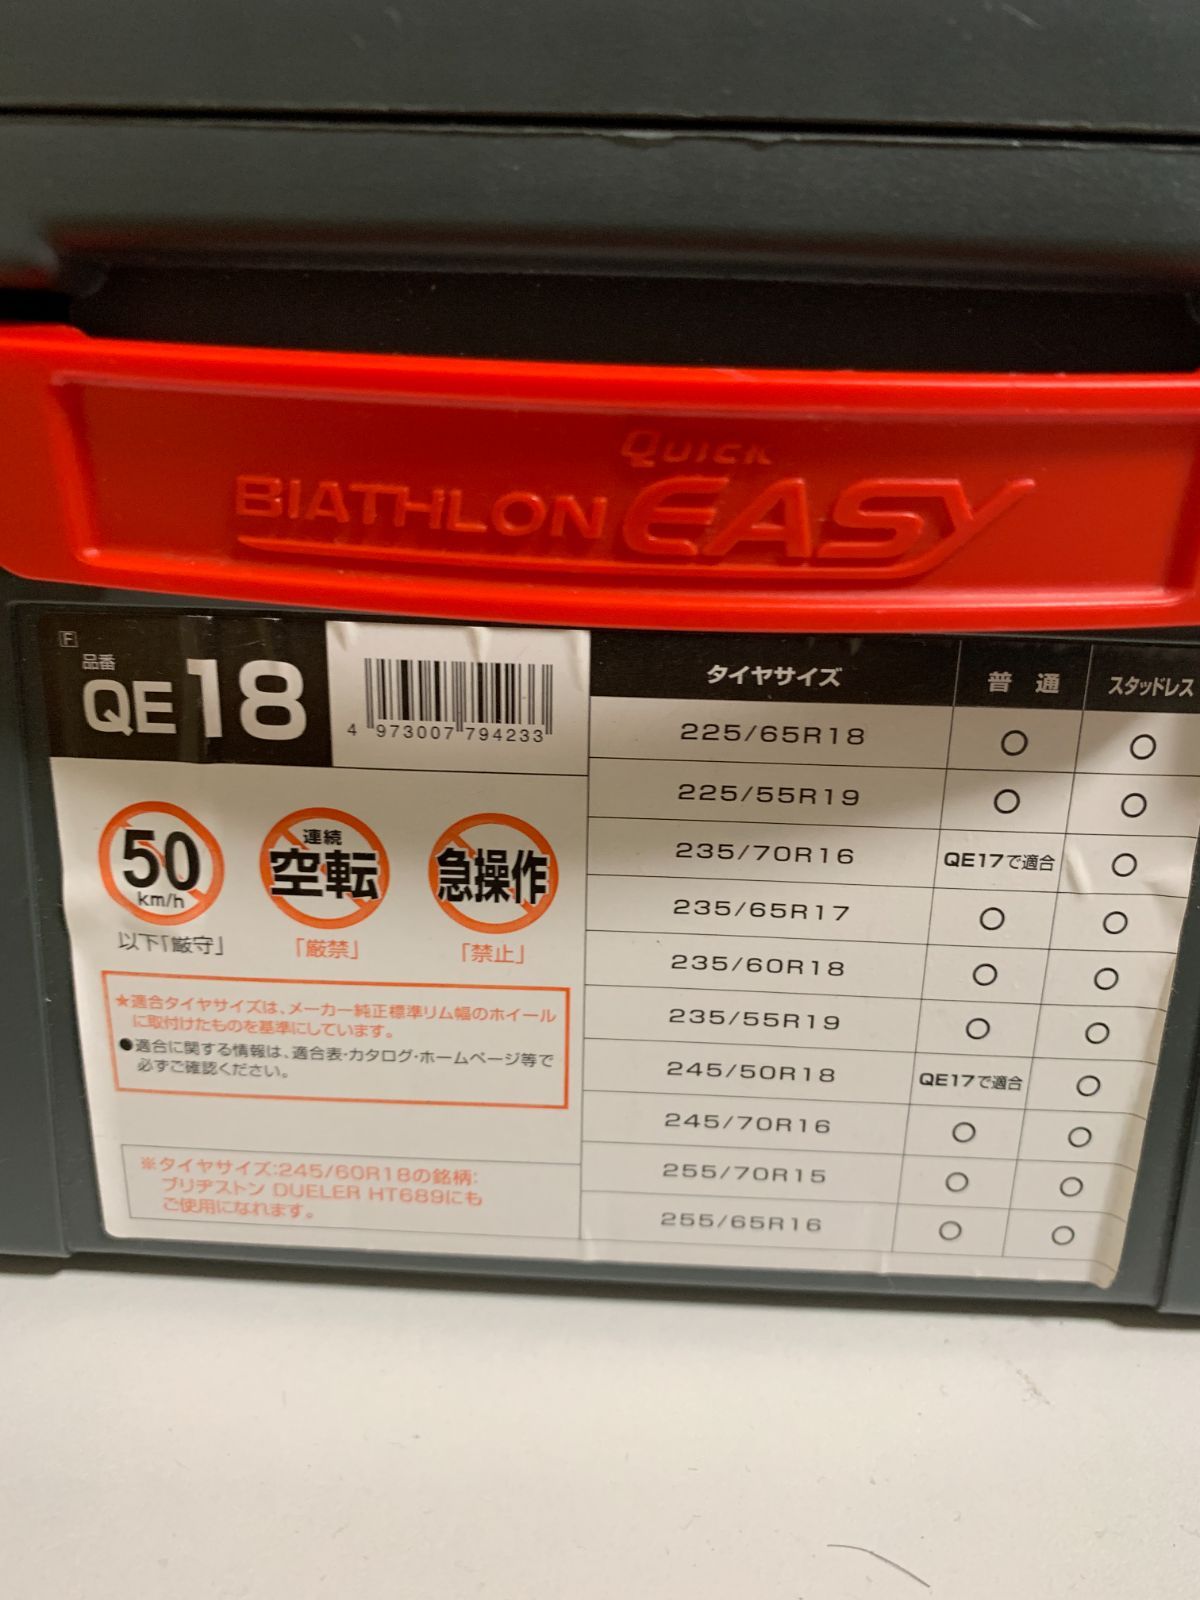 QUICK
BIATHLON EASY
F
品番
QE18
4 973007 794233
50
km/h
以下「厳守」
連続
空転
「厳禁」
急操作
「禁止」
★適合タイヤサイズは、メーカー純正標準リム幅のホイール
に取付けたものを基準にしています。
●適合に関する情報は、適合表・カタログ・ホームページ等で
必ずご確認ください。
※タイヤサイズ:245/60R18の銘柄:
ブリヂストン DUELER HT689にも
ご使用になれます。
タイヤサイズ 普通 スタッドレス
225/65R18 ○ ○
225/55R19 ○ ○
235/70R16 QE17で適合 ○
235/65R17 ○ ○
235/60R18 ○ ○
235/55R19 ○ ○
245/50R18 QE17で適合 ○
245/70R16 ○ ○
255/70R15 ○ ○
255/65R16 ○ ○